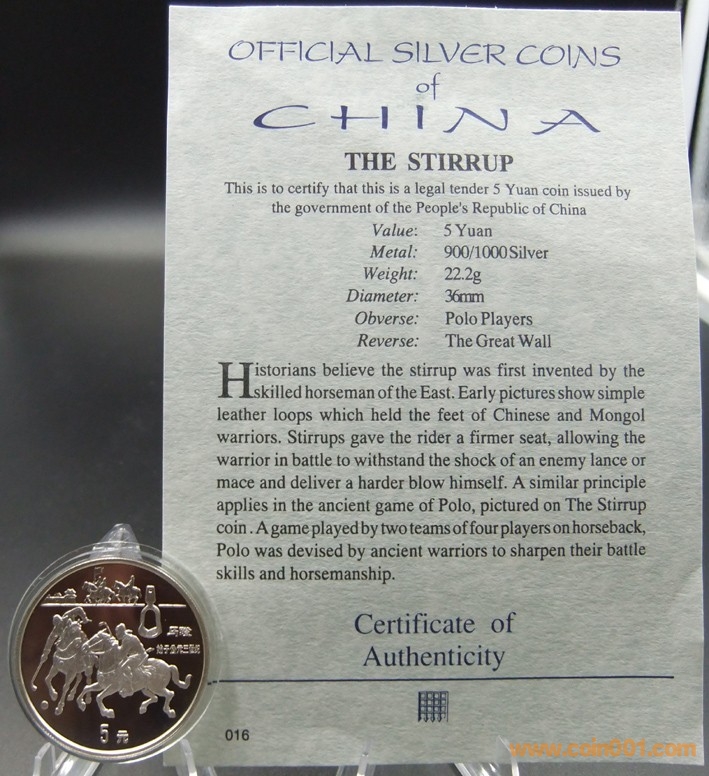 OFFICIAL SILVER COINS
of
CHINA
THE STIRRUP
This is to certify that this is a legal tender 5 Yuan coin issued by
the government of the People's Republic of China
Value: 5 Yuan
Metal: 900/1000 Silver
Weight: 22.2g
Diameter: 36mm
Obverse: Polo Players
Reverse: The Great Wall
Historians believe the stirrup was first invented by the
skilled horseman of the East. Early pictures show simple
leather loops which held the feet of Chinese and Mongol
warriors. Stirrups gave the rider a firmer seat, allowing the
warrior in battle to withstand the shock of an enemy lance or
mace and deliver a harder blow himself. A similar principle
applies in the ancient game of Polo, pictured on The Stirrup
coin. A game played by two teams of four players on horseback,
Polo was devised by ancient warriors to sharpen their battle
skills and horsemanship.
Certificate of
Authenticity
016
马镫
5元
www.coin001.com